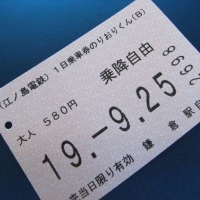 (江ノ島電鉄) 1日乗車券のりおりくん(B)
乗降自由
大人 580円
2698
19.-9.25
発売当日限り有効 鎌倉駅